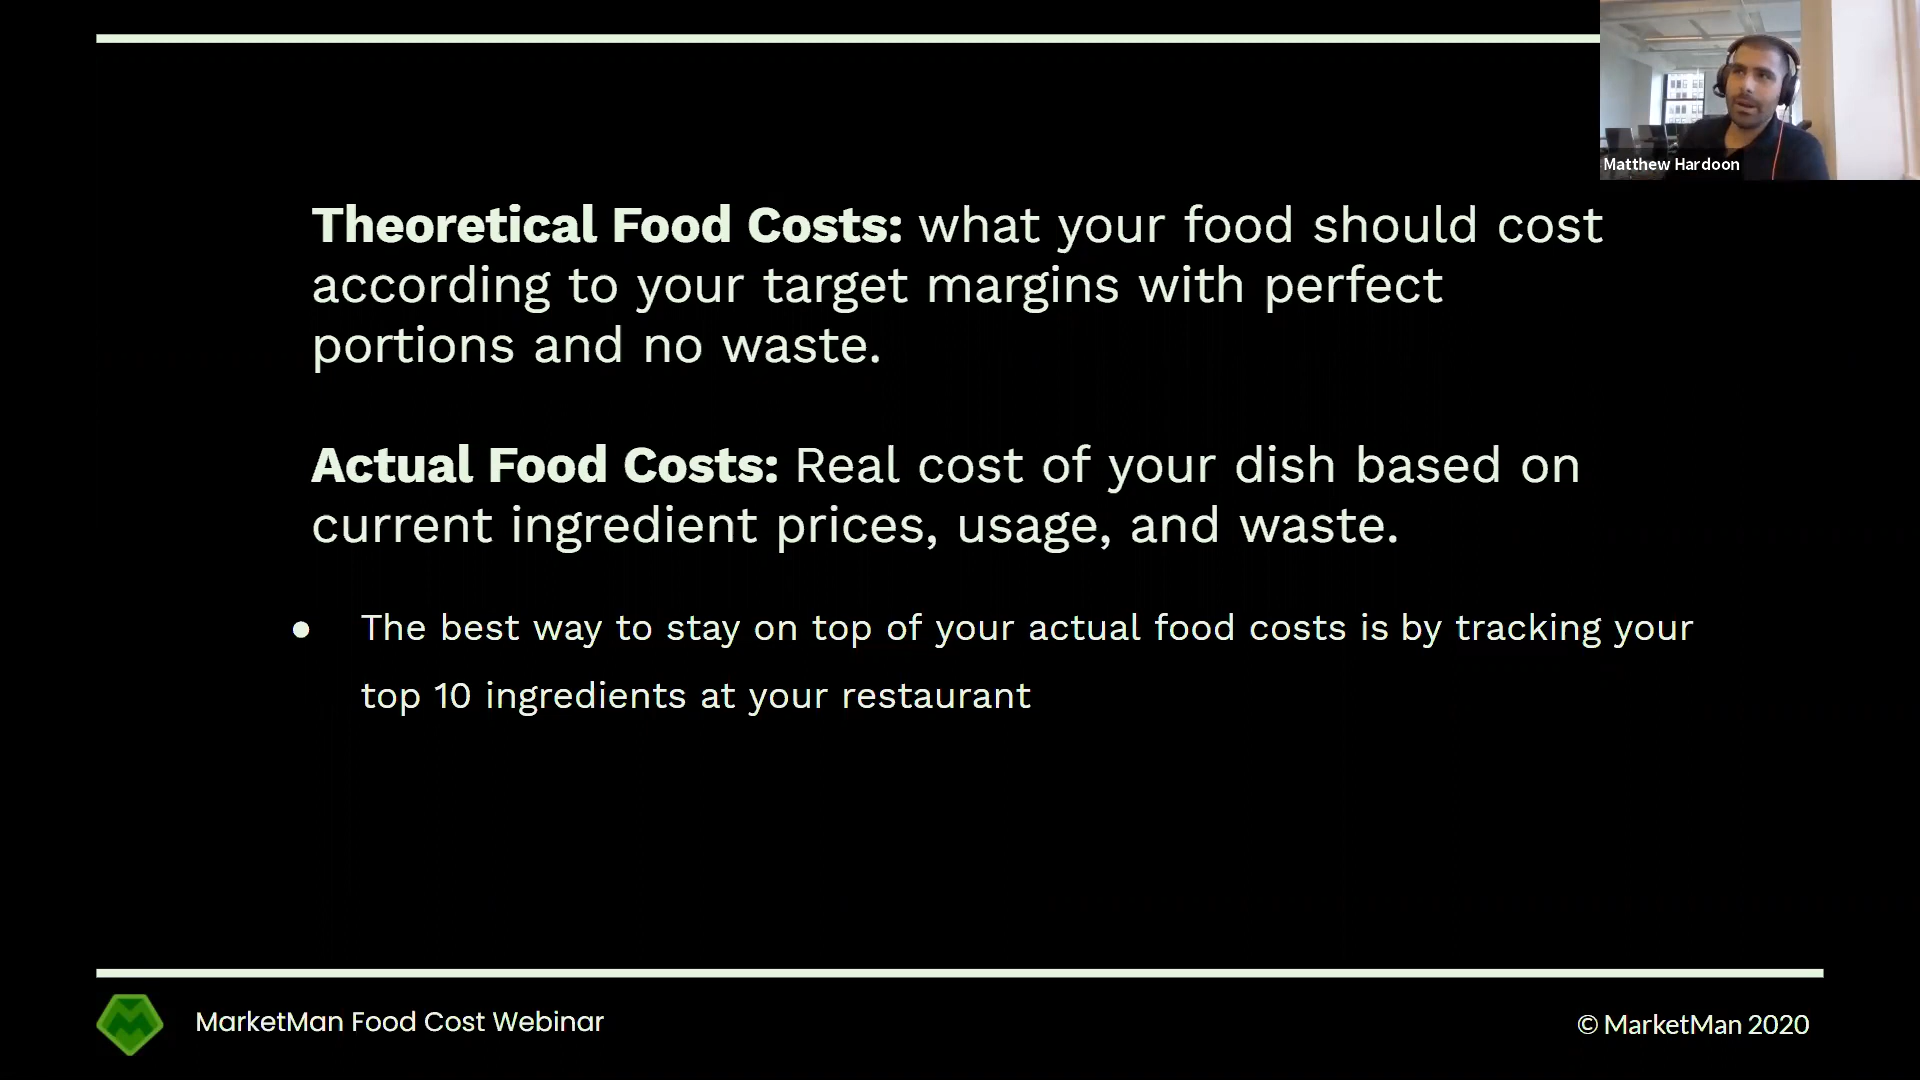 Matthew Hardoon
Theoretical Food Costs: what your food should cost
according to your target margins with perfect
portions and no waste.
Actual Food Costs: Real cost of your dish based on
current ingredient prices, usage, and waste.
● The best way to stay on top of your actual food costs is by tracking your
top 10 ingredients at your restaurant
MarketMan Food Cost Webinar
© MarketMan 2020